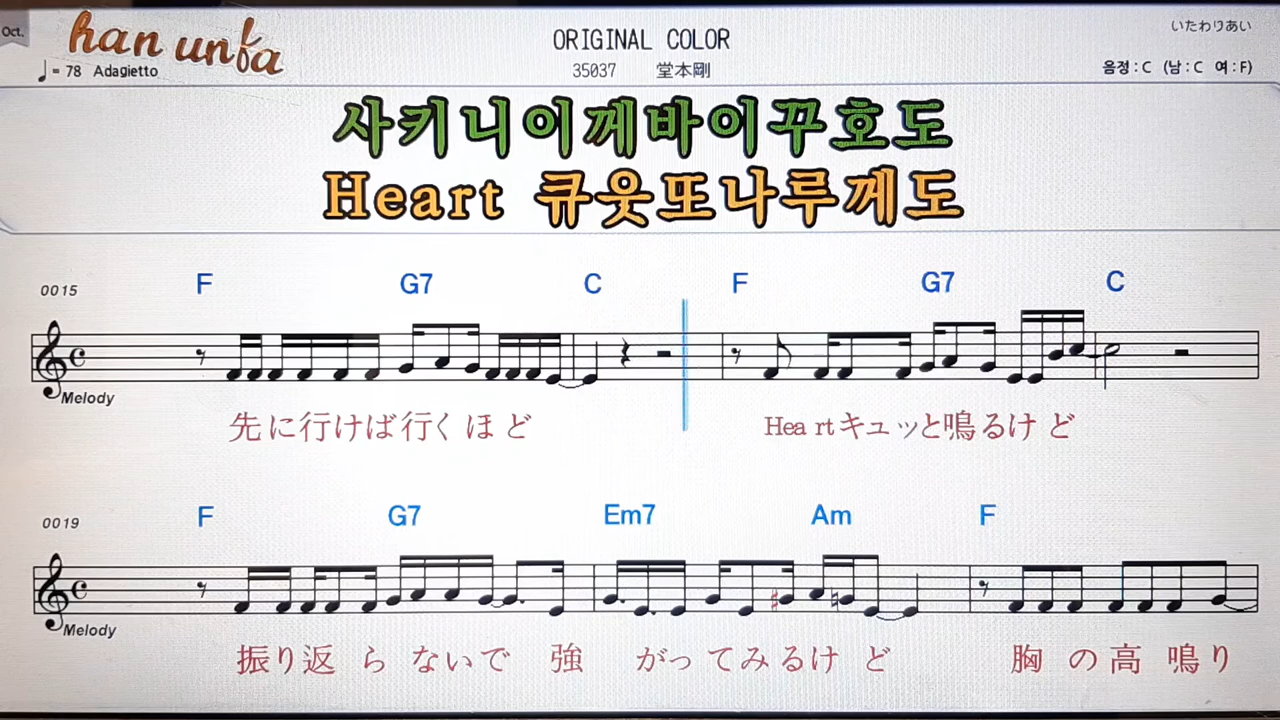 Oct.
han unfa
ORIGINAL COLOR
いたわりあい
♩= 78 Adagietto
35037 堂本剛
음정 : C (남 : C 여 : F)
사키니이께바이꾸호도
Heart 큐웃또나루께도
0015 F G7 C F G7 C
Melody
先に行けば行くほど Heartキュッと鳴るけど
0019 F G7 Em7 Am F
Melody
振り返らないで 強がってみるけど 胸の高鳴り